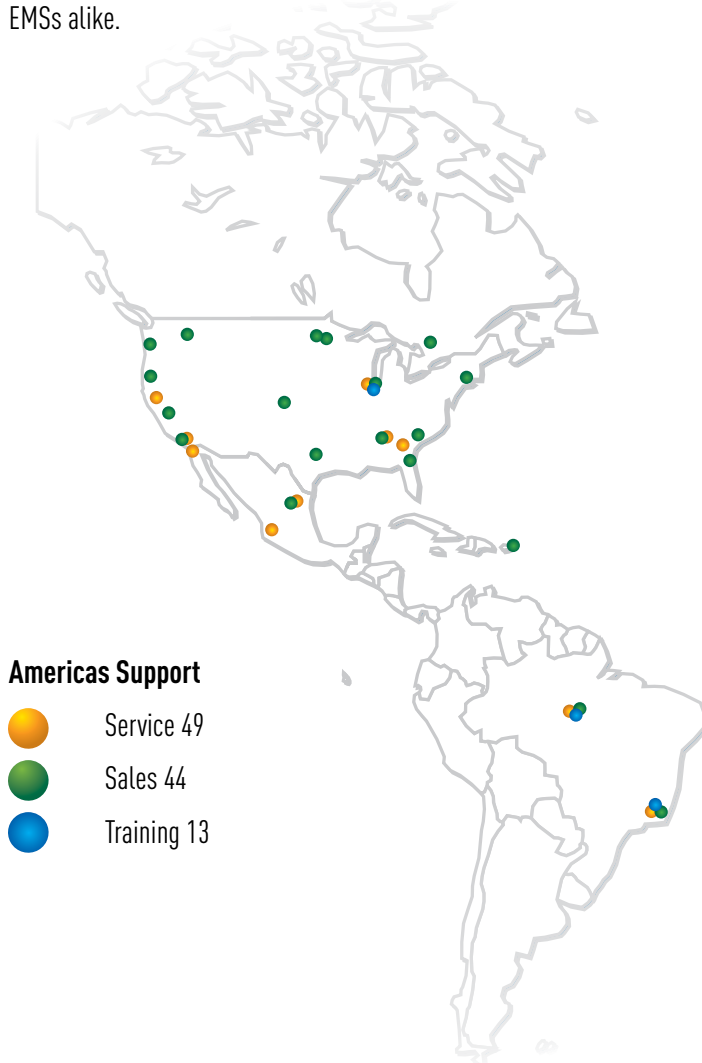 EMSs alike.
Americas Support
Service 49
Sales 44
Training 13